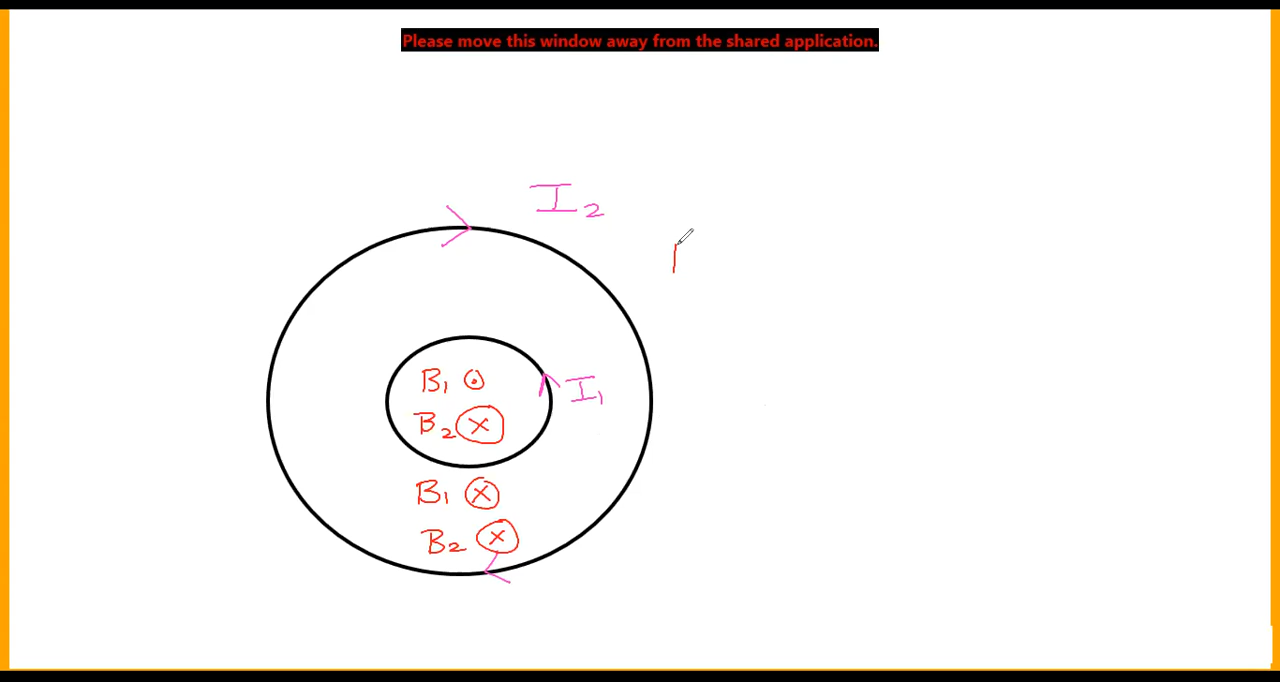 Please move this window away from the shared application.
I₂
B₁ ⊙
I₁
B₂ ⊗
B₁ ⊗
B₂ ⊗